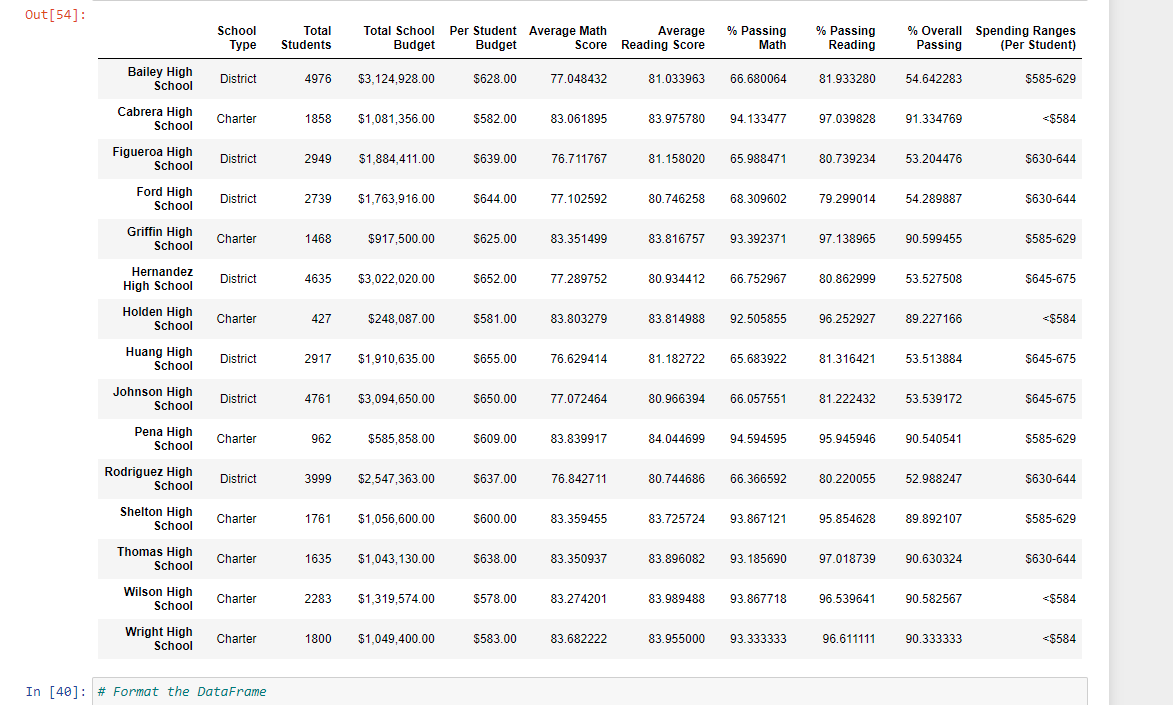 Out[54]:
School Type Total Students Total School Budget Per Student Budget Average Math Score Average Reading Score % Passing Math % Passing Reading % Overall Passing Spending Ranges (Per Student)
Bailey High School District 4976 $3,124,928.00 $628.00 77.048432 81.033963 66.680064 81.933280 54.642283 $585-629
Cabrera High School Charter 1858 $1,081,356.00 $582.00 83.061895 83.975780 94.133477 97.039828 91.334769 <$584
Figueroa High School District 2949 $1,884,411.00 $639.00 76.711767 81.158020 65.988471 80.739234 53.204476 $630-644
Ford High School District 2739 $1,763,916.00 $644.00 77.102592 80.746258 68.309602 79.299014 54.289887 $630-644
Griffin High School Charter 1468 $917,500.00 $625.00 83.351499 83.816757 93.392371 97.138965 90.599455 $585-629
Hernandez High School District 4635 $3,022,020.00 $652.00 77.289752 80.934412 66.752967 80.862999 53.527508 $645-675
Holden High School Charter 427 $248,087.00 $581.00 83.803279 83.814988 92.505855 96.252927 89.227166 <$584
Huang High School District 2917 $1,910,635.00 $655.00 76.629414 81.182722 65.683922 81.316421 53.513884 $645-675
Johnson High School District 4761 $3,094,650.00 $650.00 77.072464 80.966394 66.057551 81.222432 53.539172 $645-675
Pena High School Charter 962 $585,858.00 $609.00 83.839917 84.044699 94.594595 95.945946 90.540541 $585-629
Rodriguez High School District 3999 $2,547,363.00 $637.00 76.842711 80.744686 66.366592 80.220055 52.988247 $630-644
Shelton High School Charter 1761 $1,056,600.00 $600.00 83.359455 83.725724 93.867121 95.854628 89.892107 $585-629
Thomas High School Charter 1635 $1,043,130.00 $638.00 83.350937 83.896082 93.185690 97.018739 90.630324 $630-644
Wilson High School Charter 2283 $1,319,574.00 $578.00 83.274201 83.989488 93.867718 96.539641 90.582567 <$584
Wright High School Charter 1800 $1,049,400.00 $583.00 83.682222 83.955000 93.333333 96.611111 90.333333 <$584
In [40]: # Format the DataFrame